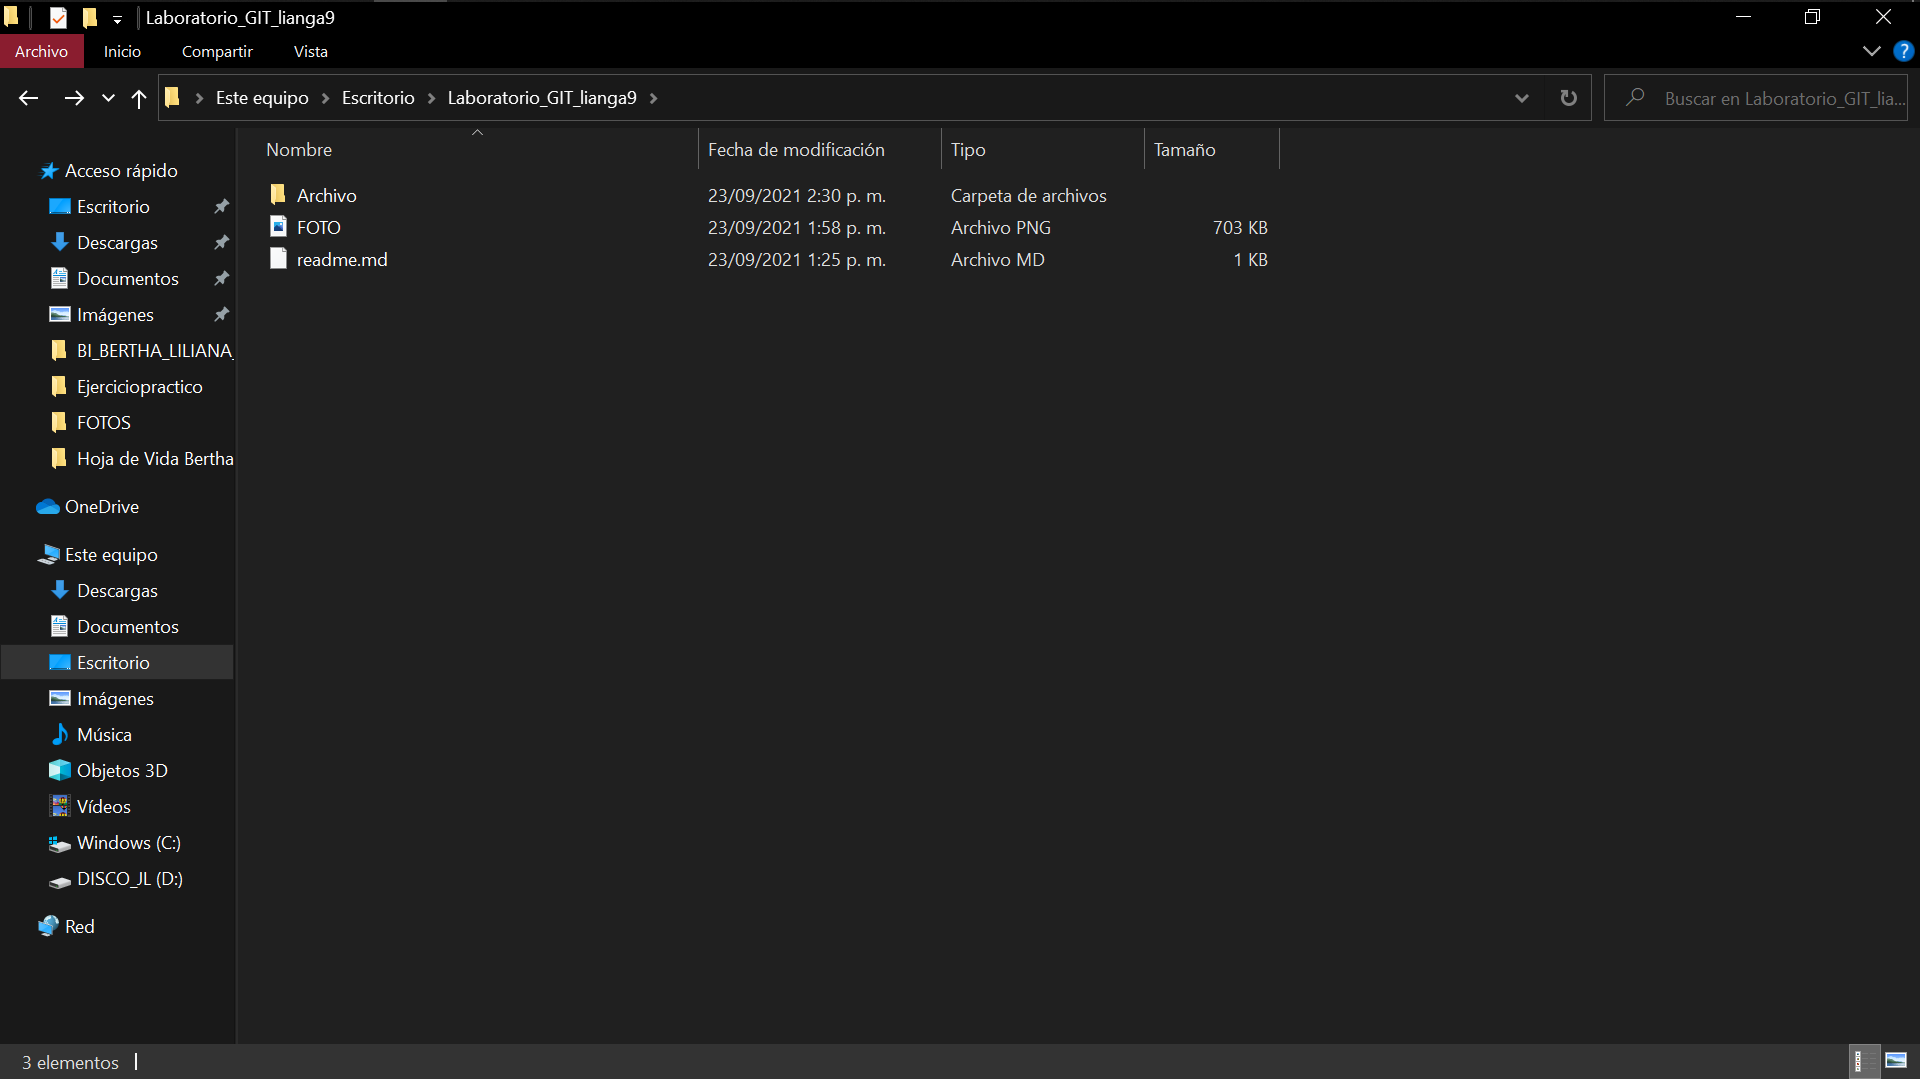 Laboratorio_GIT_lianga9
Archivo Inicio Compartir Vista
Este equipo Escritorio Laboratorio_GIT_lianga9
Buscar en Laboratorio_GIT_lia...
Nombre Fecha de modificación Tipo Tamaño
Archivo 23/09/2021 2:30 p. m. Carpeta de archivos
FOTO 23/09/2021 1:58 p. m. Archivo PNG 703 KB
readme.md 23/09/2021 1:25 p. m. Archivo MD 1 KB
Acceso rápido
Escritorio
Descargas
Documentos
Imágenes
BI_BERTHA_LILIANA_
Ejerciciopractico
FOTOS
Hoja de Vida Bertha
OneDrive
Este equipo
Descargas
Documentos
Escritorio
Imágenes
Música
Objetos 3D
Vídeos
Windows (C:)
DISCO_JL (D:)
Red
3 elementos